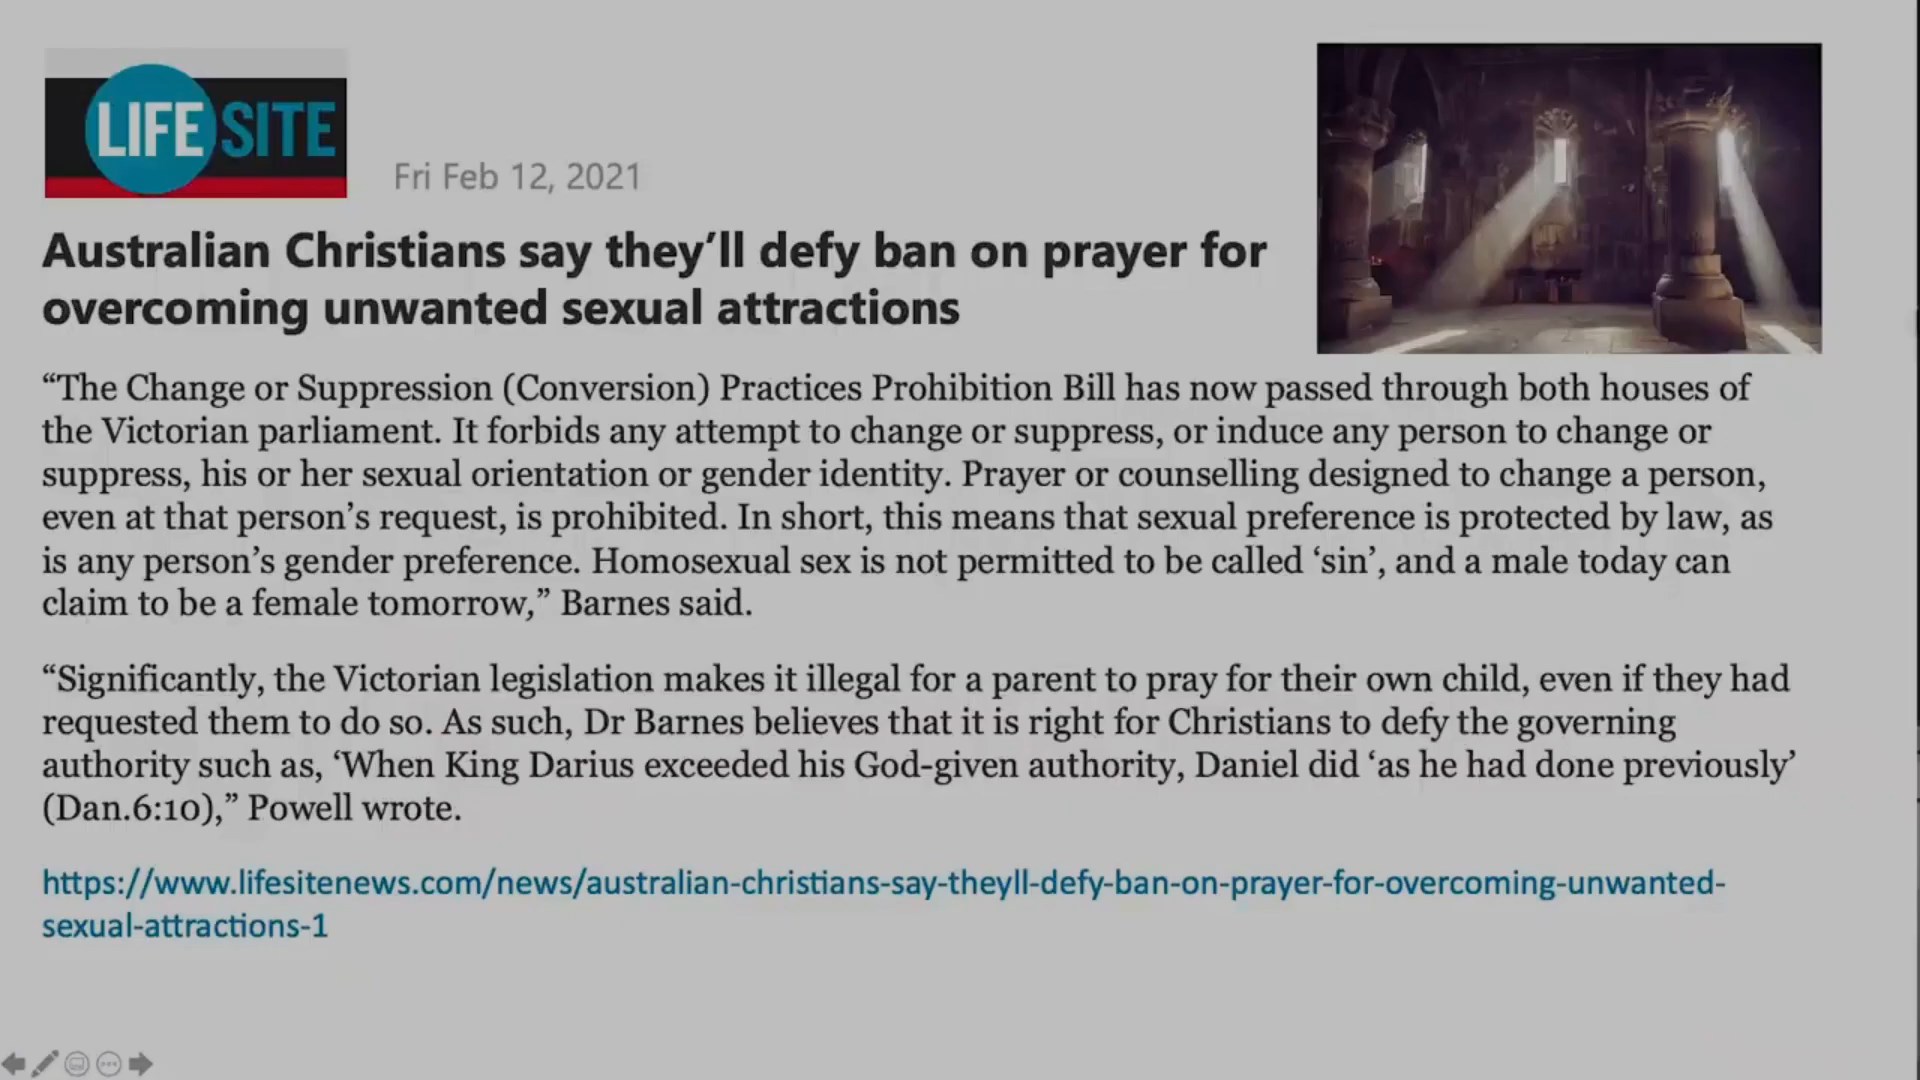 LIFE SITE
Fri Feb 12, 2021
Australian Christians say they’ll defy ban on prayer for
overcoming unwanted sexual attractions
“The Change or Suppression (Conversion) Practices Prohibition Bill has now passed through both houses of
the Victorian parliament. It forbids any attempt to change or suppress, or induce any person to change or
suppress, his or her sexual orientation or gender identity. Prayer or counselling designed to change a person,
even at that person’s request, is prohibited. In short, this means that sexual preference is protected by law, as
is any person’s gender preference. Homosexual sex is not permitted to be called ‘sin’, and a male today can
claim to be a female tomorrow,” Barnes said.
“Significantly, the Victorian legislation makes it illegal for a parent to pray for their own child, even if they had
requested them to do so. As such, Dr Barnes believes that it is right for Christians to defy the governing
authority such as, ‘When King Darius exceeded his God-given authority, Daniel did ‘as he had done previously’
(Dan.6:10),” Powell wrote.
https://www.lifesitenews.com/news/australian-christians-say-theyll-defy-ban-on-prayer-for-overcoming-unwanted-
sexual-attractions-1